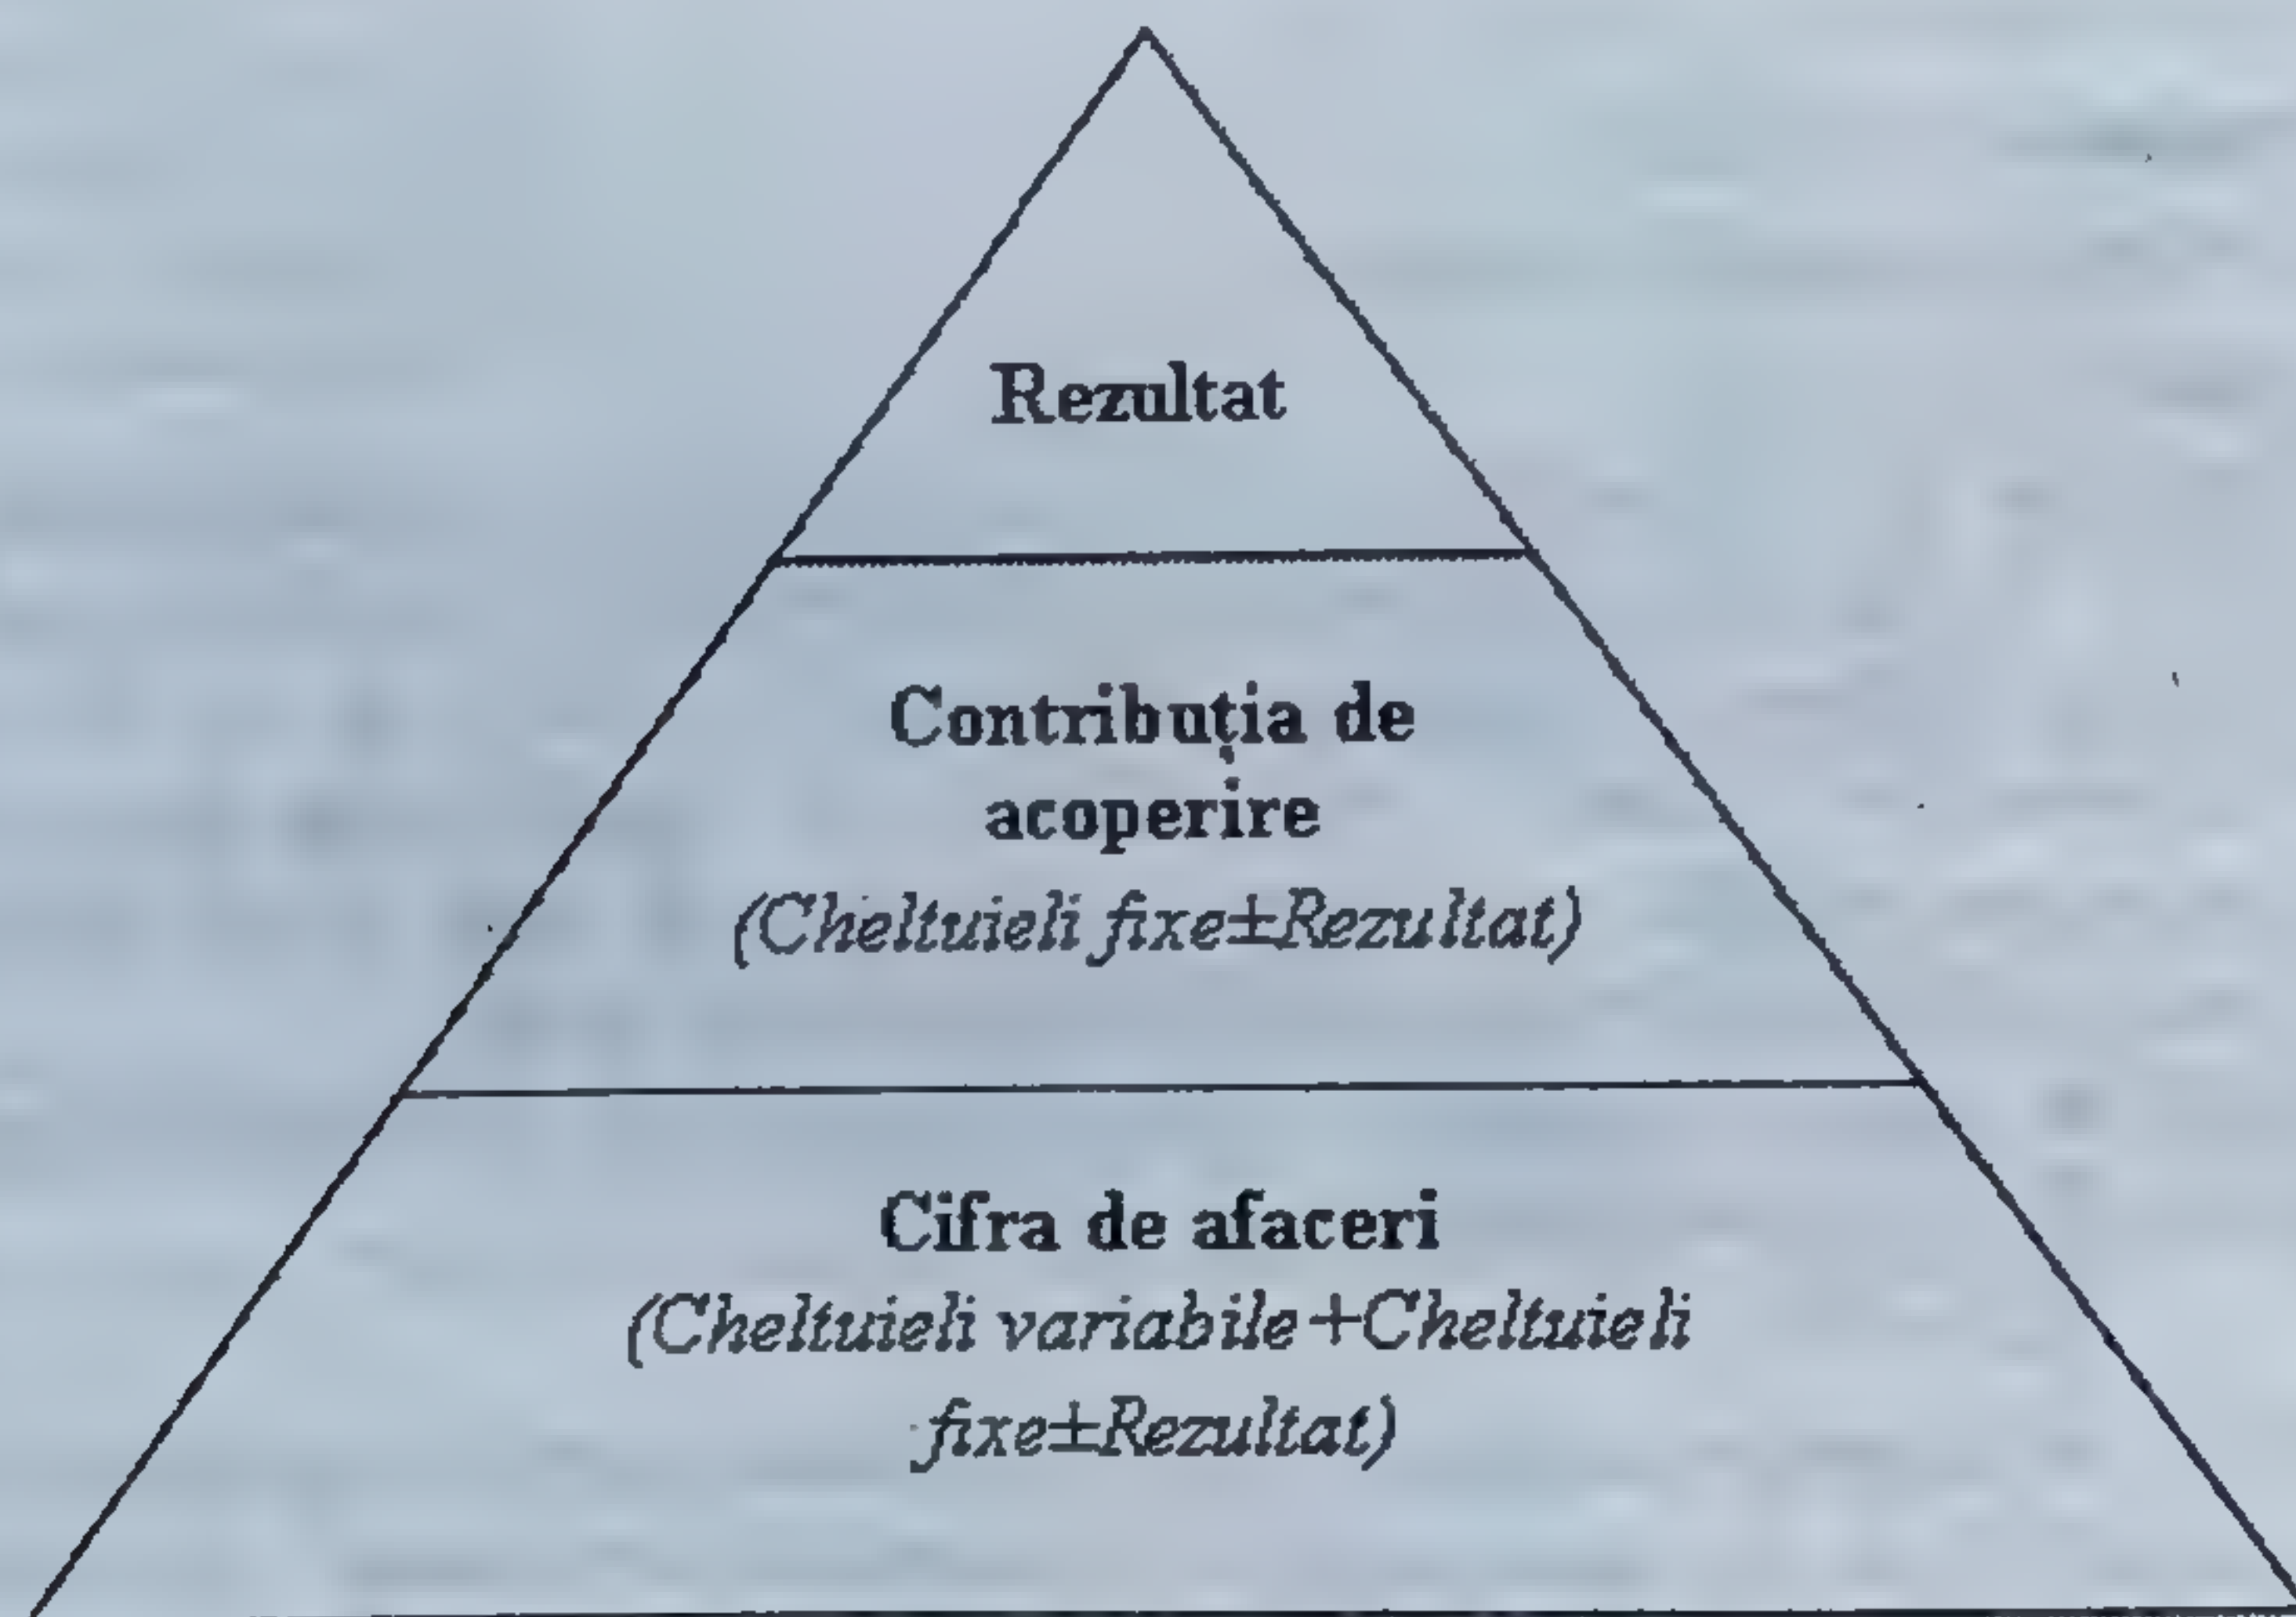 Rezultat
Contribuția de
acoperire
(Cheltuieli fixe±Rezultat)
Cifra de afaceri
(Cheltuieli variabile+Cheltuieli
fixe±Rezultat)